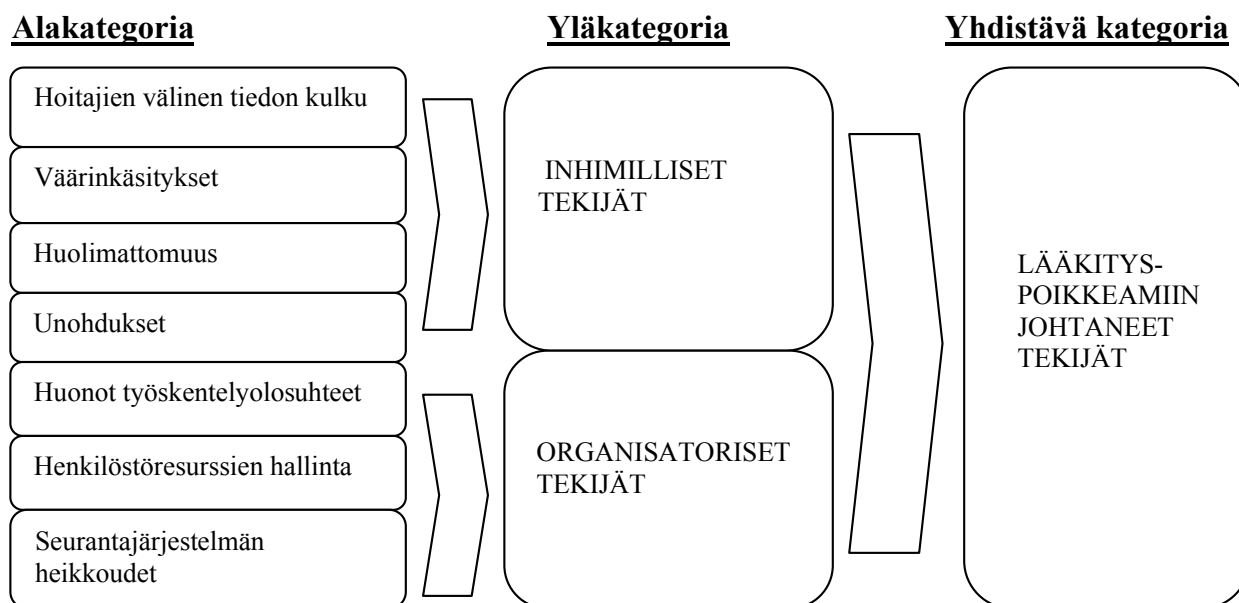 Alakategoria
Yläkategoria
Yhdistävä kategoria
Hoitajien välinen tiedon kulku
Väärinkäsitykset
Huolimattomuus
Unohdukset
Huonot työskentelyolosuhteet
Henkilöstöresurssien hallinta
Seurantajärjestelmän
heikkoudet
INHIMILLISET
TEKIJÄT
ORGANISATORISET
TEKIJÄT
LÄÄKITYS-
POIKKEAMIIN
JOHTANEET
TEKIJÄT